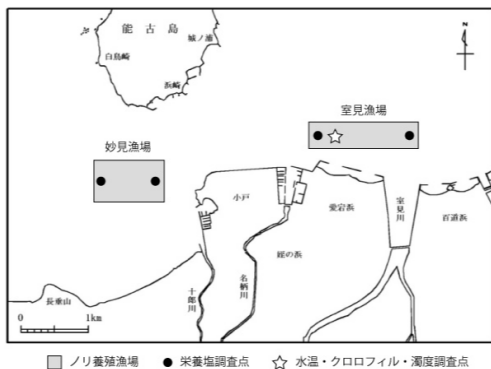 能古島
城ノ浦
白鳥崎
浜崎
N
室見漁場
妙見漁場
小戸
愛宕浜
室見川
百道浜
姪の浜
名柄川
十郎川
長垂山
0 1km
ノリ養殖漁場 栄養塩調査点 水温・クロロフィル・濁度調査点